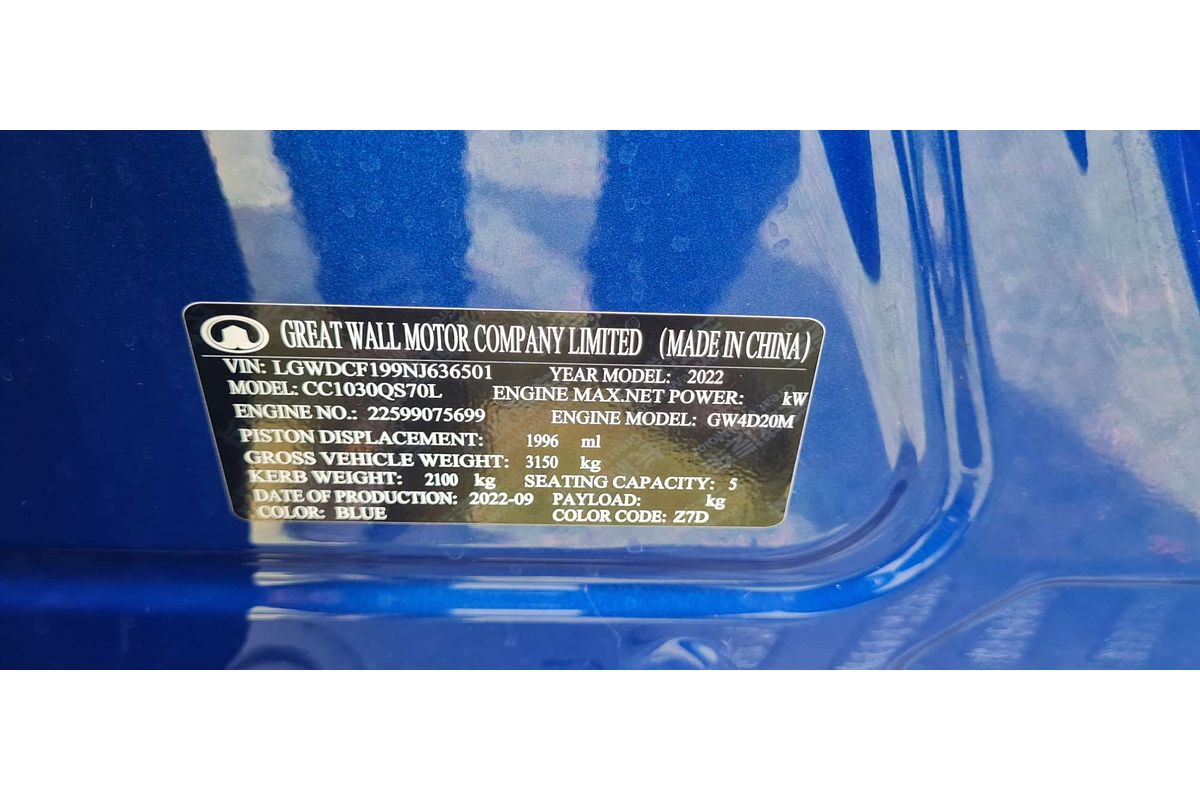 GREAT WALL MOTOR COMPANY LIMITED (MADE IN CHINA)
VIN: LGWDCF199NJ636501 YEAR MODEL: 2022
MODEL: CC1030QS70L ENGINE MAX.NET POWER: kW
ENGINE NO.: 22599075699 ENGINE MODEL: GW4D20M
PISTON DISPLACEMENT: 1996 ml
GROSS VEHICLE WEIGHT: 3150 kg
KERB WEIGHT: 2100 kg SEATING CAPACITY: 5
DATE OF PRODUCTION: 2022-09 PAYLOAD: kg
COLOR: BLUE COLOR CODE: Z7D